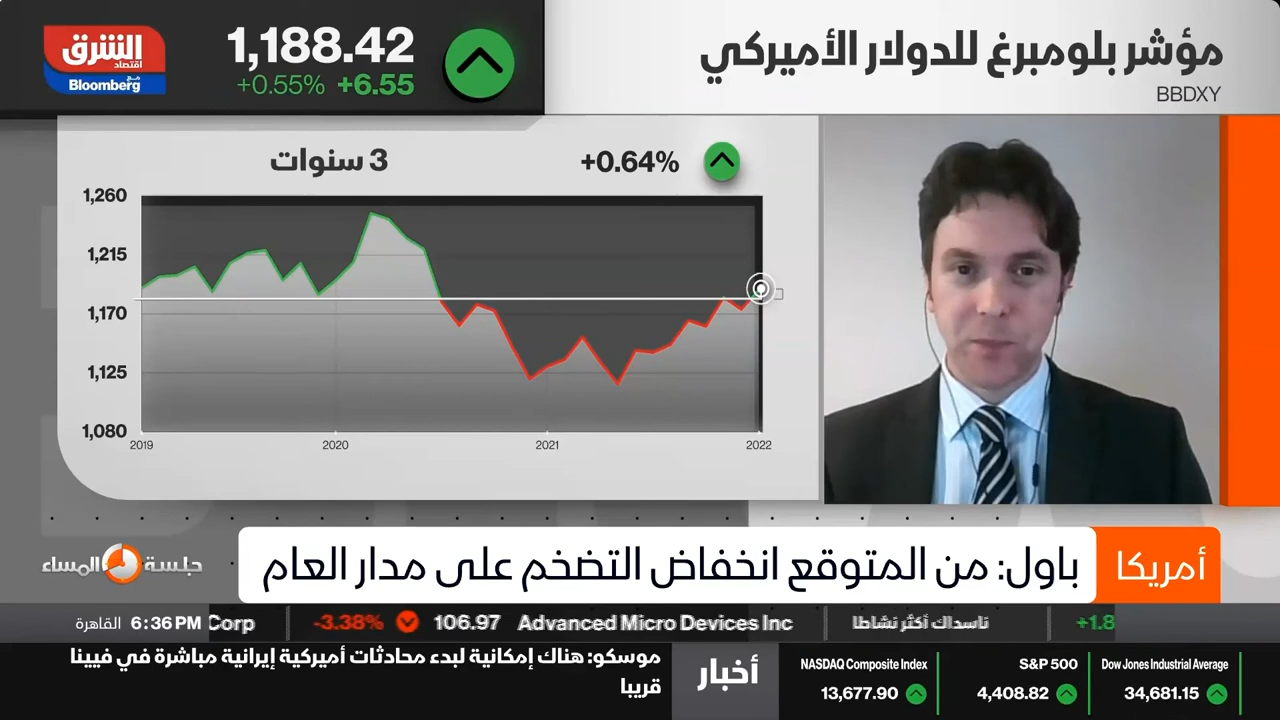 الشرق
اقتصاد
مع
Bloomberg
1,188.42
+0.55% +6.55
مؤشر بلومبرغ للدولار الأميركي
BBDXY
3 سنوات
+0.64%
1,260
1,215
1,170
1,125
1,080
2019
2020
2021
2022
جلسة المساء
أمريكا
باول: من المتوقع انخفاض التضخم على مدار العام
6:36 PM القاهرة
Corp
-3.38% 106.97 Advanced Micro Devices Inc
ناسداك أكثر نشاطا
+1.8
أخبار
موسكو: هناك إمكانية لبدء محادثات أميركية إيرانية مباشرة في فيينا
قريبا
NASDAQ Composite Index
13,677.90
S&P 500
4,408.82
Dow Jones Industrial Average
34,681.15